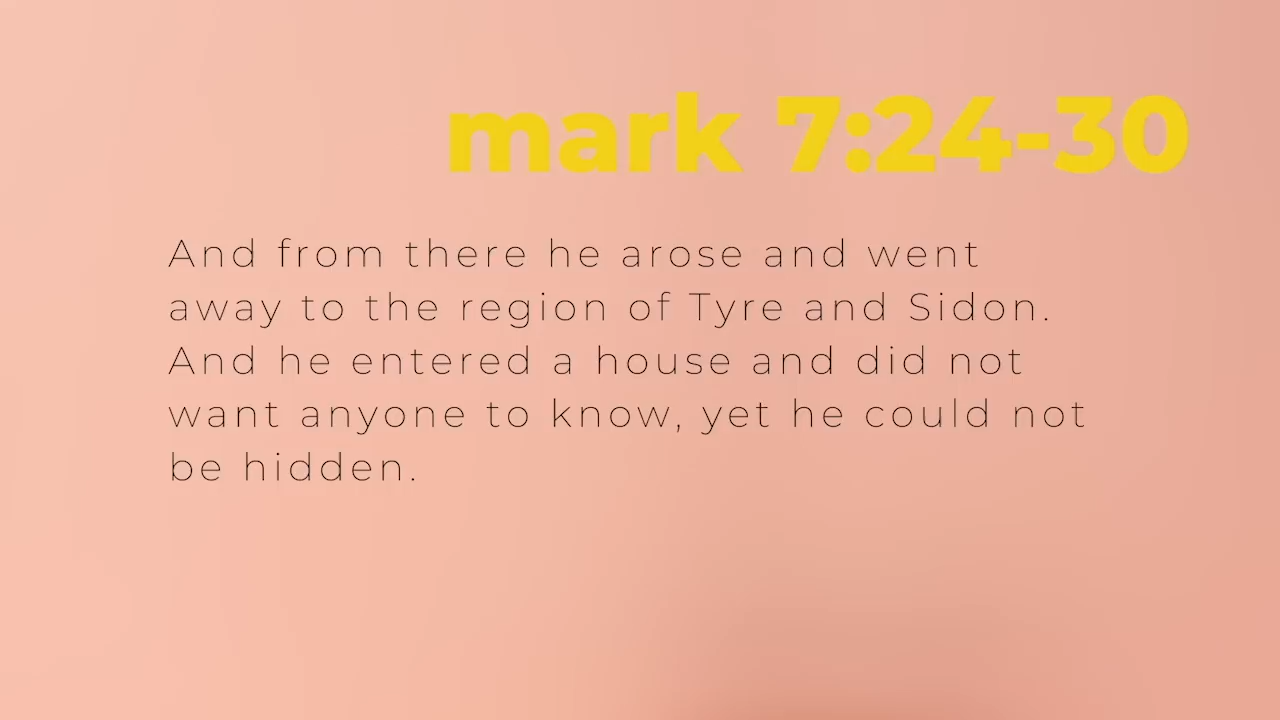 mark 7:24-30
And from there he arose and went
away to the region of Tyre and Sidon.
And he entered a house and did not
want anyone to know, yet he could not
be hidden.